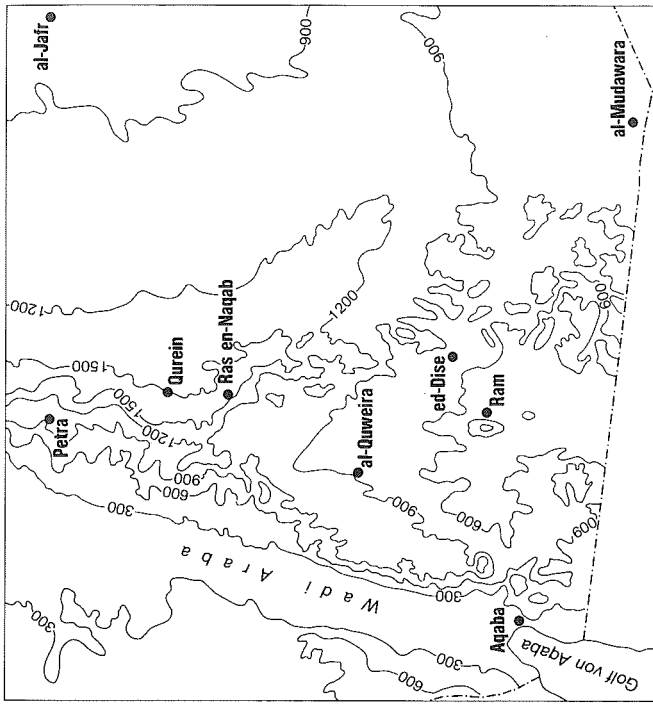 al-Jafr
900
1200
1500
Petra
300
Qurein
1500
1200
900
600
300
Ras en-Naqab
1200
900
Wadi Araba
al-Quweira
900
ed-Dise
Ram
600
600
600
al-Mudawara
300
Aqaba
300
600
Golf von Aqaba